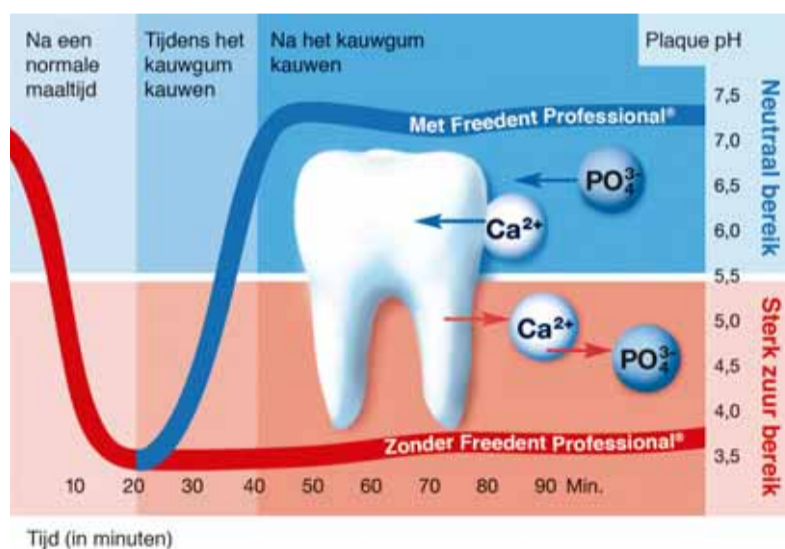 Na een
normale
maaltijd
Tijdens het
kauwgum
kauwen
Na het kauwgum
kauwen
Plaque pH
7,5
7,0
6,5
6,0
5,5
5,0
4,5
4,0
3,5
Neutraal bereik
Sterk zuur bereik
Met Freedent Professional®
PO₄³⁻
Ca²⁺
Ca²⁺
PO₄³⁻
Zonder Freedent Professional®
10 20 30 40 50 60 70 80 90 Min.
Tijd (in minuten)